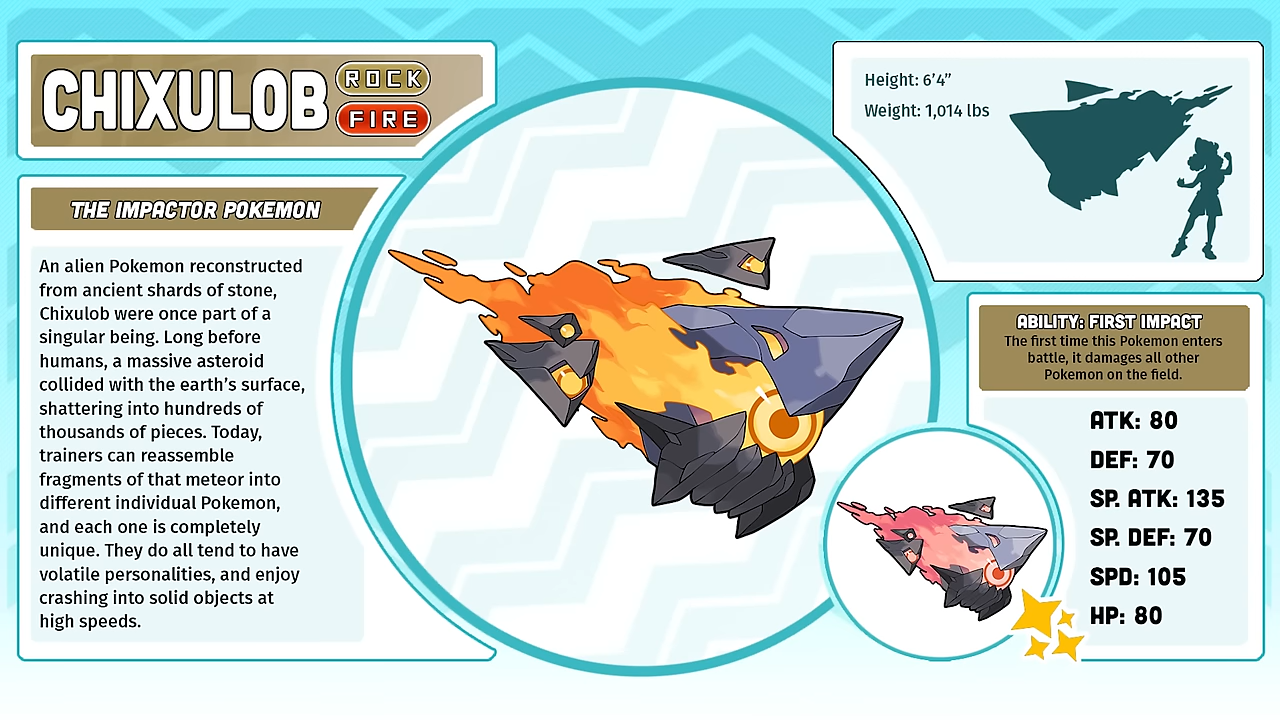 CHIXULOB
ROCK
FIRE
THE IMPACTOR POKEMON
An alien Pokemon reconstructed
from ancient shards of stone,
Chixulob were once part of a
singular being. Long before
humans, a massive asteroid
collided with the earth’s surface,
shattering into hundreds of
thousands of pieces. Today,
trainers can reassemble
fragments of that meteor into
different individual Pokemon,
and each one is completely
unique. They do all tend to have
volatile personalities, and enjoy
crashing into solid objects at
high speeds.
Height: 6’4”
Weight: 1,014 lbs
ABILITY: FIRST IMPACT
The first time this Pokemon enters
battle, it damages all other
Pokemon on the field.
ATK: 80
DEF: 70
SP. ATK: 135
SP. DEF: 70
SPD: 105
HP: 80